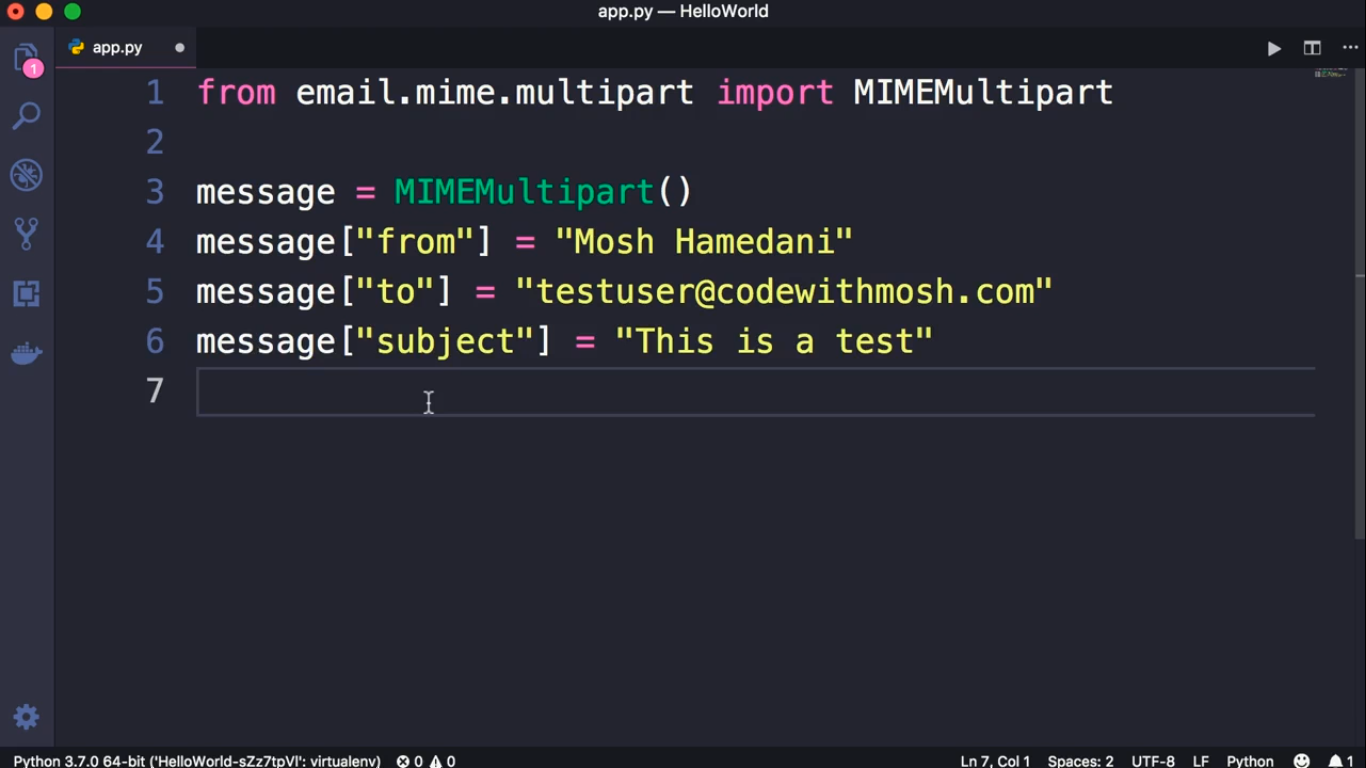 app.py — HelloWorld
app.py
1
1 from email.mime.multipart import MIMEMultipart
2
3 message = MIMEMultipart()
4 message["from"] = "Mosh Hamedani"
5 message["to"] = "testuser@codewithmosh.com"
6 message["subject"] = "This is a test"
7
Python 3.7.0 64-bit ('HelloWorld-sZz7tpVl': virtualenv) 0 0 Ln 7, Col 1 Spaces: 2 UTF-8 LF Python 1